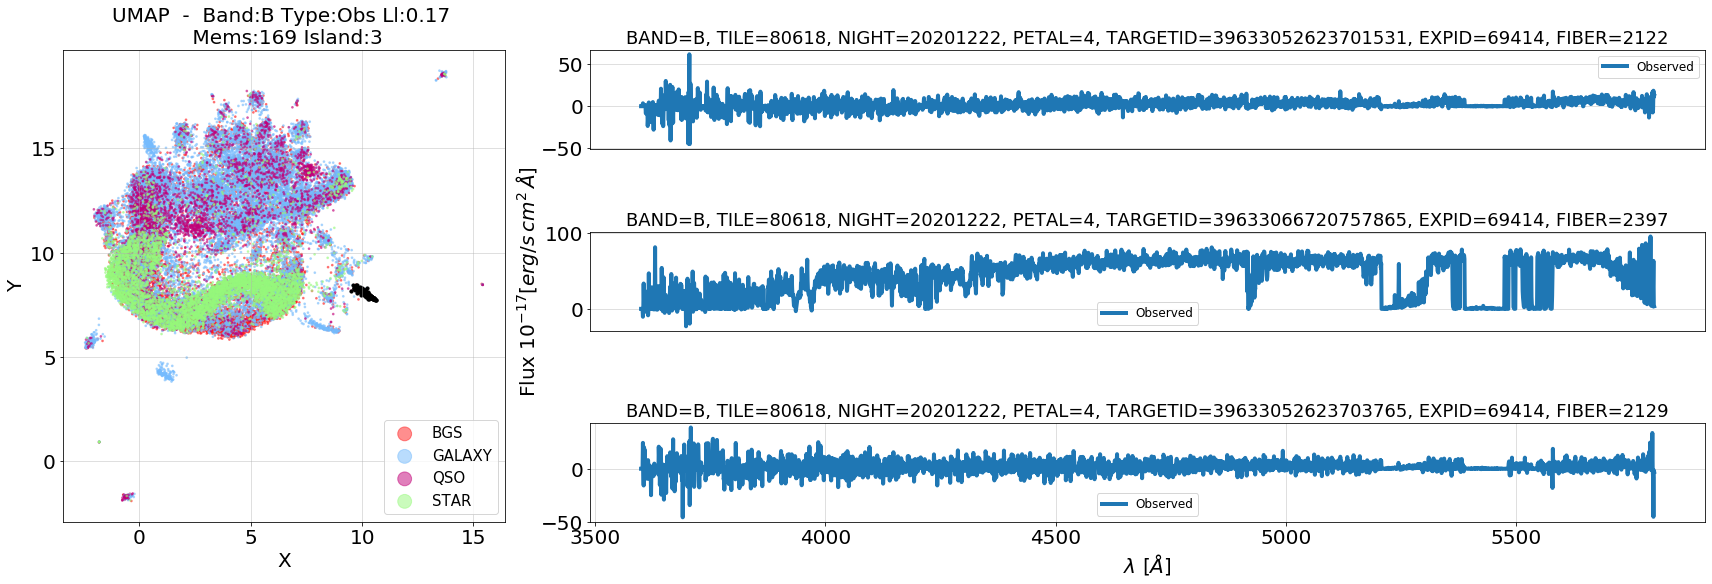 UMAP  -  Band:B Type:Obs Ll:0.17
Mems:169 Island:3
Y
15
10
5
0
0
5
10
15
X
BGS
GALAXY
QSO
STAR
Flux 10⁻¹⁷[erg/s cm² Å]
BAND=B, TILE=80618, NIGHT=20201222, PETAL=4, TARGETID=39633052623701531, EXPID=69414, FIBER=2122
50
0
−50
Observed
BAND=B, TILE=80618, NIGHT=20201222, PETAL=4, TARGETID=39633066720757865, EXPID=69414, FIBER=2397
100
0
Observed
BAND=B, TILE=80618, NIGHT=20201222, PETAL=4, TARGETID=39633052623703765, EXPID=69414, FIBER=2129
0
−50
Observed
3500
4000
4500
5000
5500
λ [Å]